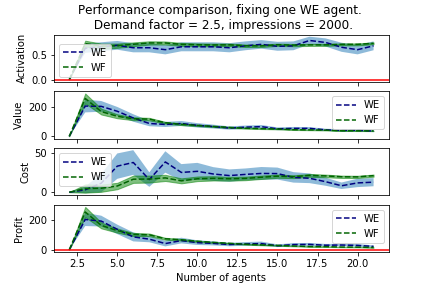 Performance comparison, fixing one WE agent.
Demand factor = 2.5, impressions = 2000.
Activation
0.5
0.0
WE
WF
Value
200
0
WE
WF
Cost
50
0
WE
WF
Profit
200
0
WE
WF
2.5 5.0 7.5 10.0 12.5 15.0 17.5 20.0
Number of agents